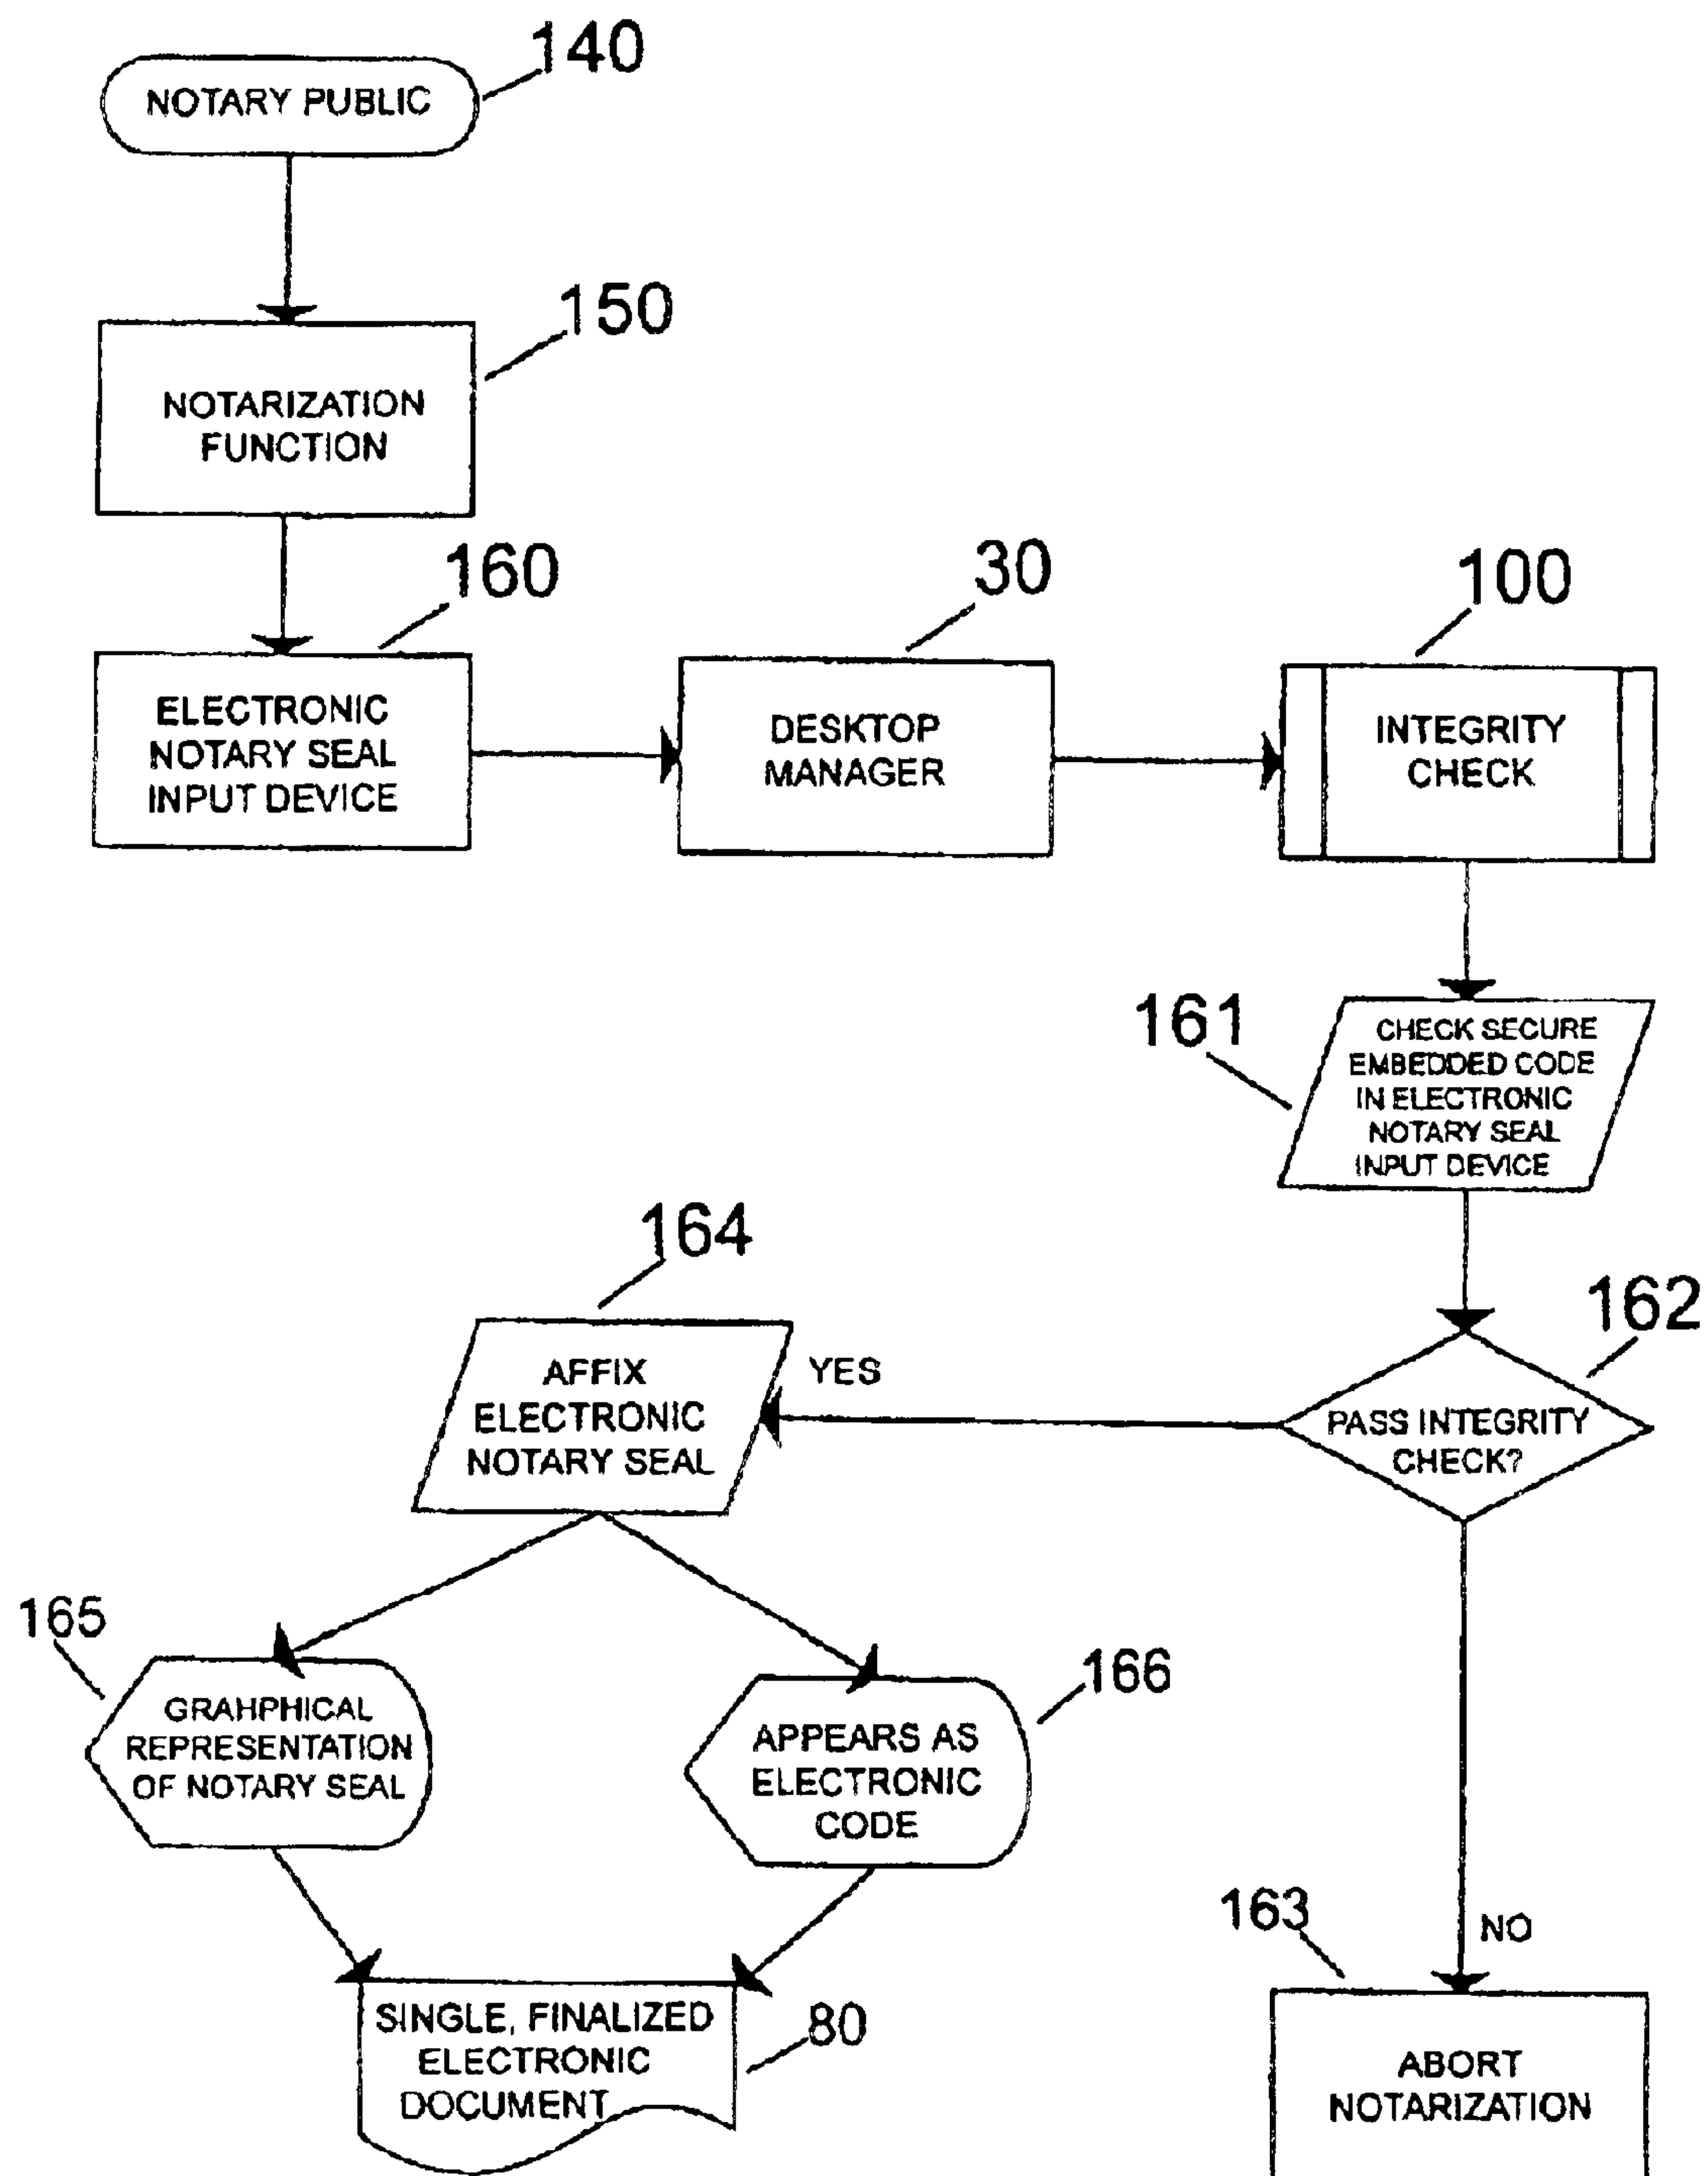 140
NOTARY PUBLIC
150
NOTARIZATION
FUNCTION
160
30
100
ELECTRONIC
NOTARY SEAL
INPUT DEVICE
DESKTOP
MANAGER
INTEGRITY
CHECK
161
CHECK SECURE
EMBEDDED CODE
IN ELECTRONIC
NOTARY SEAL
INPUT DEVICE
164
162
AFFIX
ELECTRONIC
NOTARY SEAL
YES
PASS INTEGRITY
CHECK?
165
166
GRAHPHICAL
REPRESENTATION
OF NOTARY SEAL
APPEARS AS
ELECTRONIC
CODE
163
NO
SINGLE, FINALIZED
ELECTRONIC
DOCUMENT
80
ABORT
NOTARIZATION